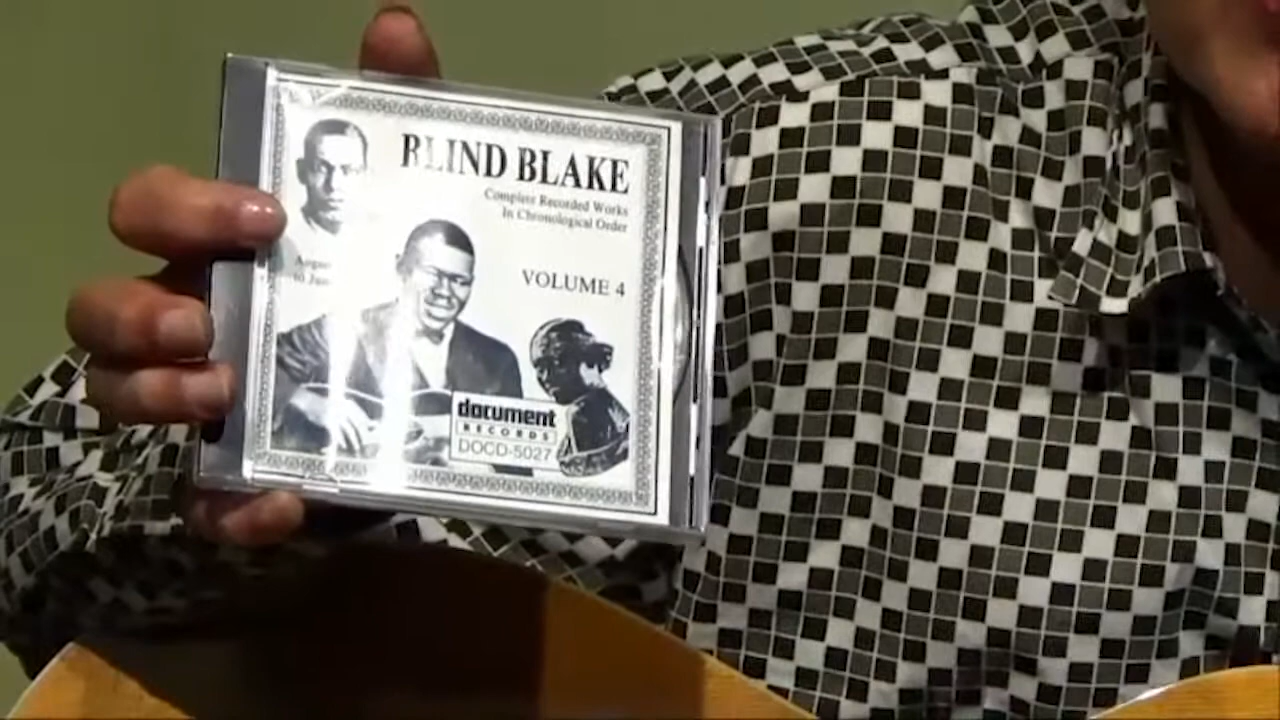 BLIND BLAKE
Complete Recorded Works
In Chronological Order
VOLUME 4
document
RECORDS
DOCD-5027